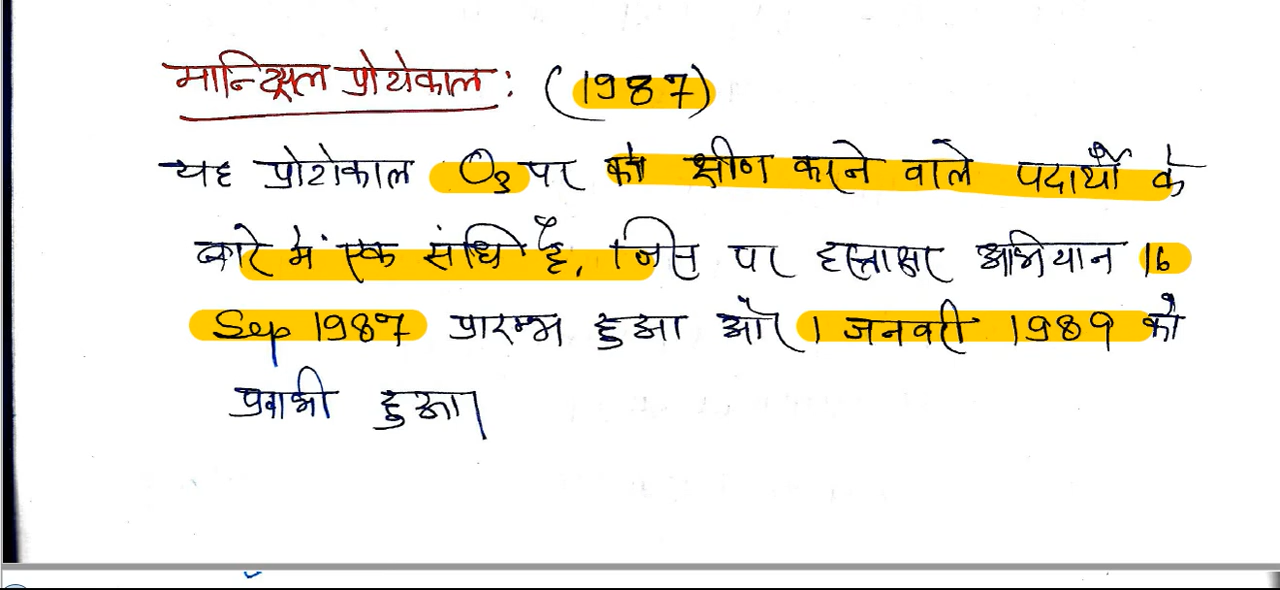 मान्ट्रियल प्रोटोकाल : (1987)
यह प्रोटोकाल O₃ पर को क्षीण करने वाले पदार्थों के
बारे में एक संधि है, जिस पर हस्ताक्षर अभियान 16
Sep 1987 प्रारम्भ हुआ और 1 जनवरी 1989 को
प्रभावी हुआ।